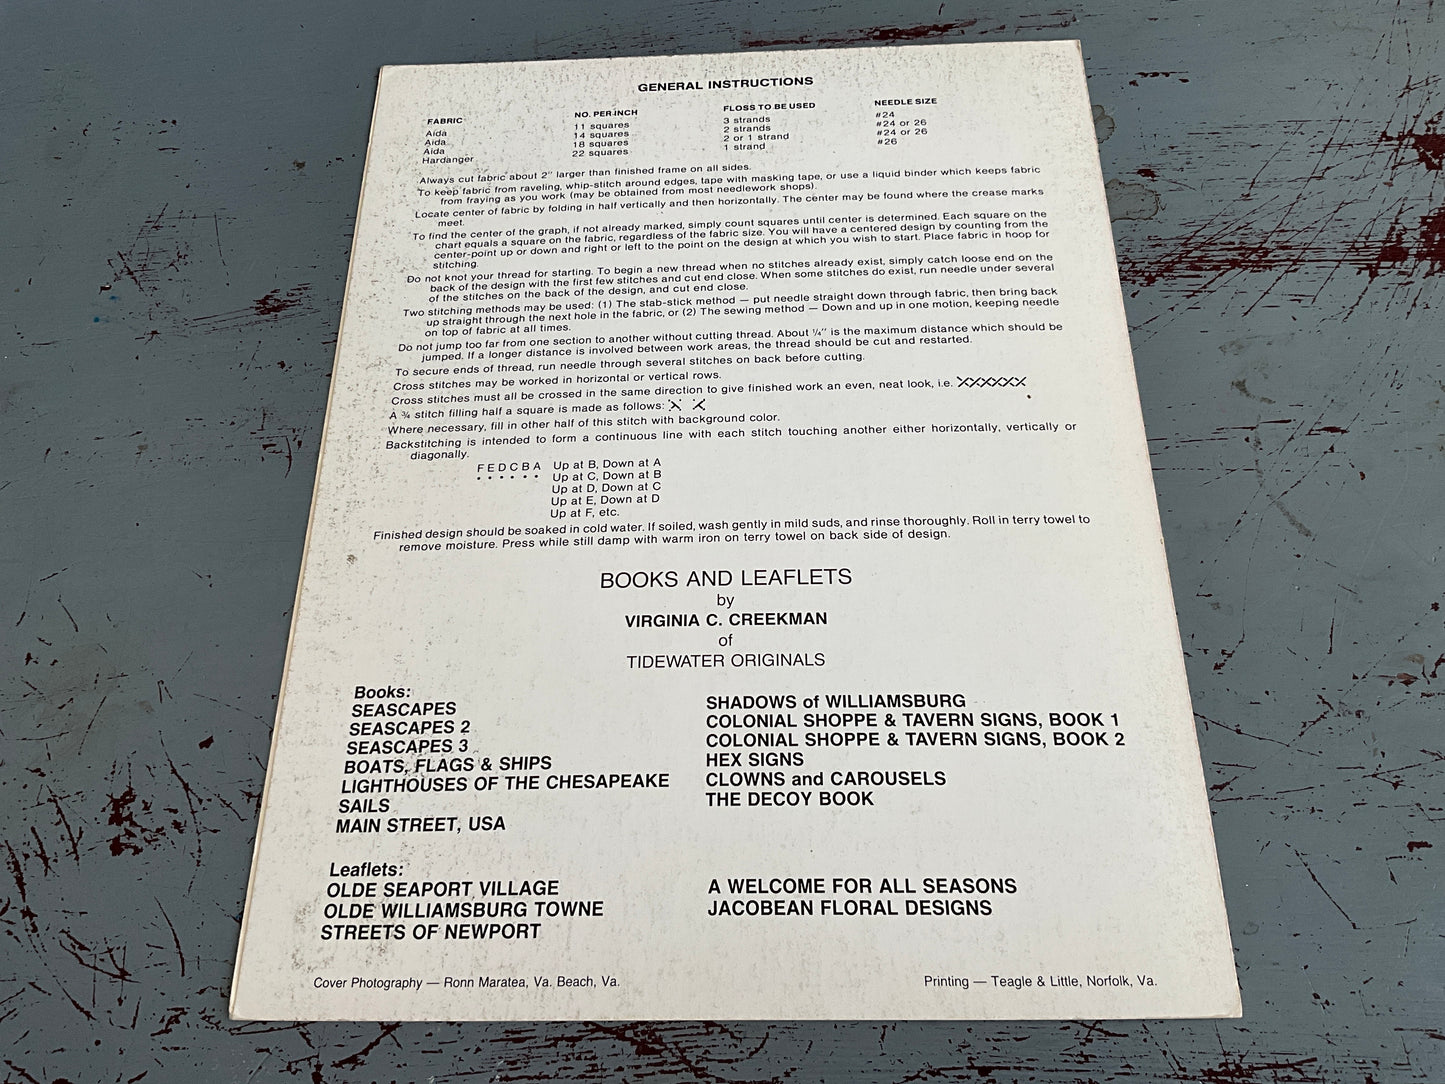 GENERAL INSTRUCTIONS
FABRIC NO. PER INCH FLOSS TO BE USED NEEDLE SIZE
Aida 11 squares 3 strands #24
Aida 14 squares 2 strands #24 or 26
Aida 18 squares 2 or 1 strand #24 or 26
Hardanger 22 squares 1 strand #26
Always cut fabric about 2" larger than finished frame on all sides.
To keep fabric from raveling, whip-stitch around edges, tape with masking tape, or use a liquid binder which keeps fabric
from fraying as you work (may be obtained from most needlework shops).
Locate center of fabric by folding in half vertically and then horizontally. The center may be found where the crease marks
meet.
To find the center of the graph, if not already marked, simply count squares until center is determined. Each square on the
chart equals a square on the fabric, regardless of the fabric size. You will have a centered design by counting from the
center-point up or down and right or left to the point on the design at which you wish to start. Place fabric in hoop for
stitching.
Do not knot your thread for starting. To begin a new thread when no stitches already exist, simply catch loose end on the
back of the design with the first few stitches and cut end close. When some stitches do exist, run needle under several
of the stitches on the back of the design, and cut end close.
Two stitching methods may be used: (1) The stab-stick method — put needle straight down through fabric, then bring back
up straight through the next hole in the fabric, or (2) The sewing method — Down and up in one motion, keeping needle
on top of fabric at all times.
Do not jump too far from one section to another without cutting thread. About ¼" is the maximum distance which should be
jumped. If a longer distance is involved between work areas, the thread should be cut and restarted.
To secure ends of thread, run needle through several stitches on back before cutting.
Cross stitches may be worked in horizontal or vertical rows.
Cross stitches must all be crossed in the same direction to give finished work an even, neat look, i.e. XXXXXX
A ¾ stitch filling half a square is made as follows:
Where necessary, fill in other half of this stitch with background color.
Backstitching is intended to form a continuous line with each stitch touching another either horizontally, vertically or
diagonally.
F E D C B A Up at B, Down at A
• • • • • • Up at C, Down at B
Up at D, Down at C
Up at E, Down at D
Up at F, etc.
Finished design should be soaked in cold water. If soiled, wash gently in mild suds, and rinse thoroughly. Roll in terry towel to
remove moisture. Press while still damp with warm iron on terry towel on back side of design.
BOOKS AND LEAFLETS
by
VIRGINIA C. CREEKMAN
of
TIDEWATER ORIGINALS
Books:
SEASCAPES
SEASCAPES 2
SEASCAPES 3
BOATS, FLAGS & SHIPS
LIGHTHOUSES OF THE CHESAPEAKE
SAILS
MAIN STREET, USA
SHADOWS of WILLIAMSBURG
COLONIAL SHOPPE & TAVERN SIGNS, BOOK 1
COLONIAL SHOPPE & TAVERN SIGNS, BOOK 2
HEX SIGNS
CLOWNS and CAROUSELS
THE DECOY BOOK
Leaflets:
OLDE SEAPORT VILLAGE
OLDE WILLIAMSBURG TOWNE
STREETS OF NEWPORT
A WELCOME FOR ALL SEASONS
JACOBEAN FLORAL DESIGNS
Cover Photography — Ronn Maratea, Va. Beach, Va.
Printing — Teagle & Little, Norfolk, Va.